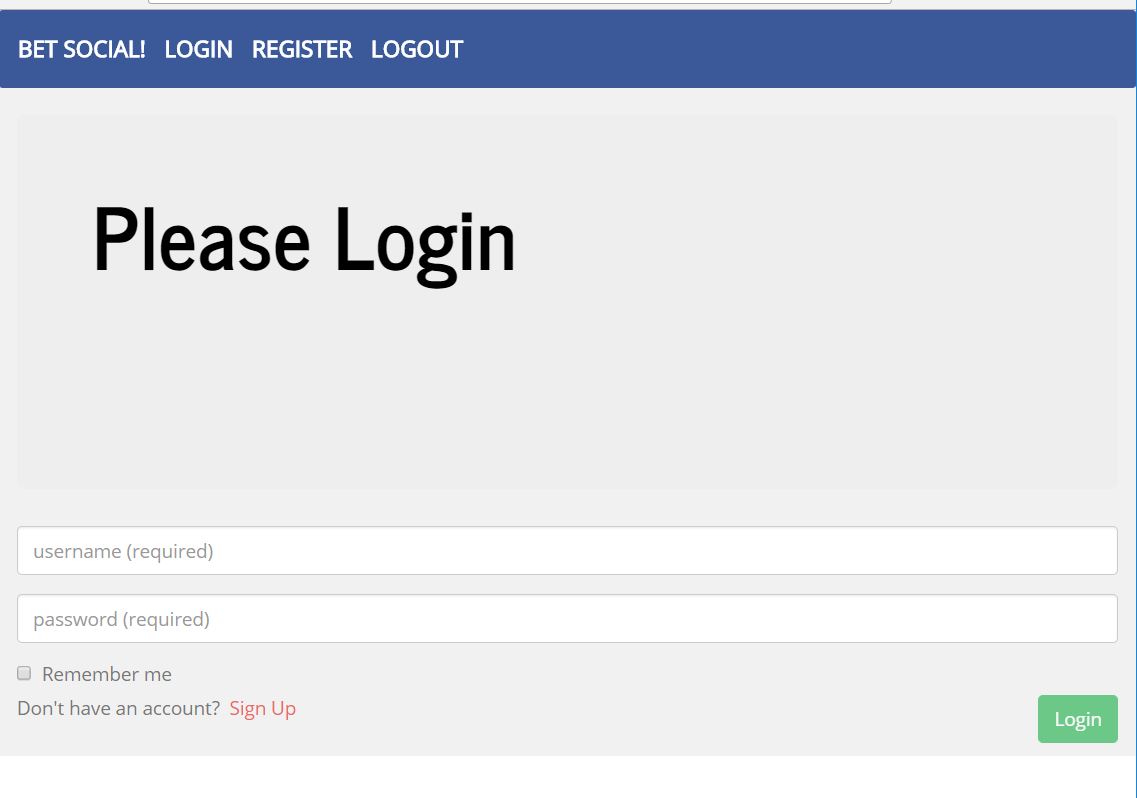 BET SOCIAL! LOGIN REGISTER LOGOUT
Please Login
username (required)
password (required)
Remember me
Don't have an account? Sign Up
Login